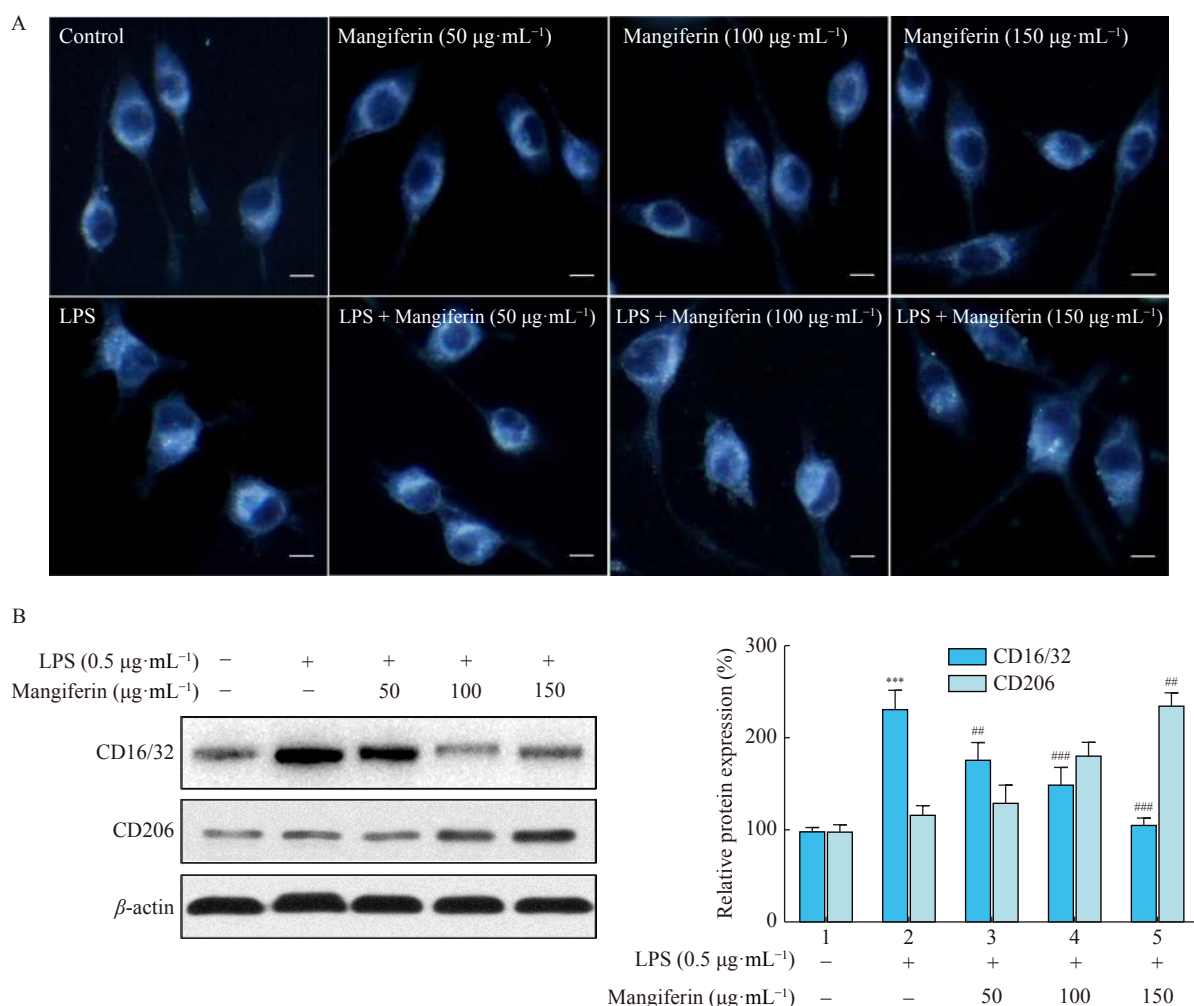 A
Control
Mangiferin (50 μg·mL⁻¹)
Mangiferin (100 μg·mL⁻¹)
Mangiferin (150 μg·mL⁻¹)
LPS
LPS + Mangiferin (50 μg·mL⁻¹)
LPS + Mangiferin (100 μg·mL⁻¹)
LPS + Mangiferin (150 μg·mL⁻¹)
B
LPS (0.5 μg·mL⁻¹) − + + + +
Mangiferin (μg·mL⁻¹) − − 50 100 150
CD16/32
CD206
β-actin
Relative protein expression (%)
300
200
100
0
CD16/32
CD206
***
##
###
###
##
1 2 3 4 5
LPS (0.5 μg·mL⁻¹) − + + + +
Mangiferin (μg·mL⁻¹) − − 50 100 150